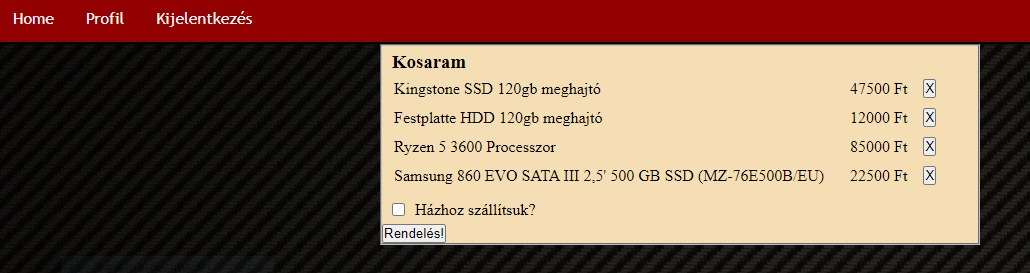 Home Profil Kijelentkezés
Kosaram
Kingstone SSD 120gb meghajtó 47500 Ft X
Festplatte HDD 120gb meghajtó 12000 Ft X
Ryzen 5 3600 Processzor 85000 Ft X
Samsung 860 EVO SATA III 2,5' 500 GB SSD (MZ-76E500B/EU) 22500 Ft X
Házhoz szállítsuk?
Rendelés!